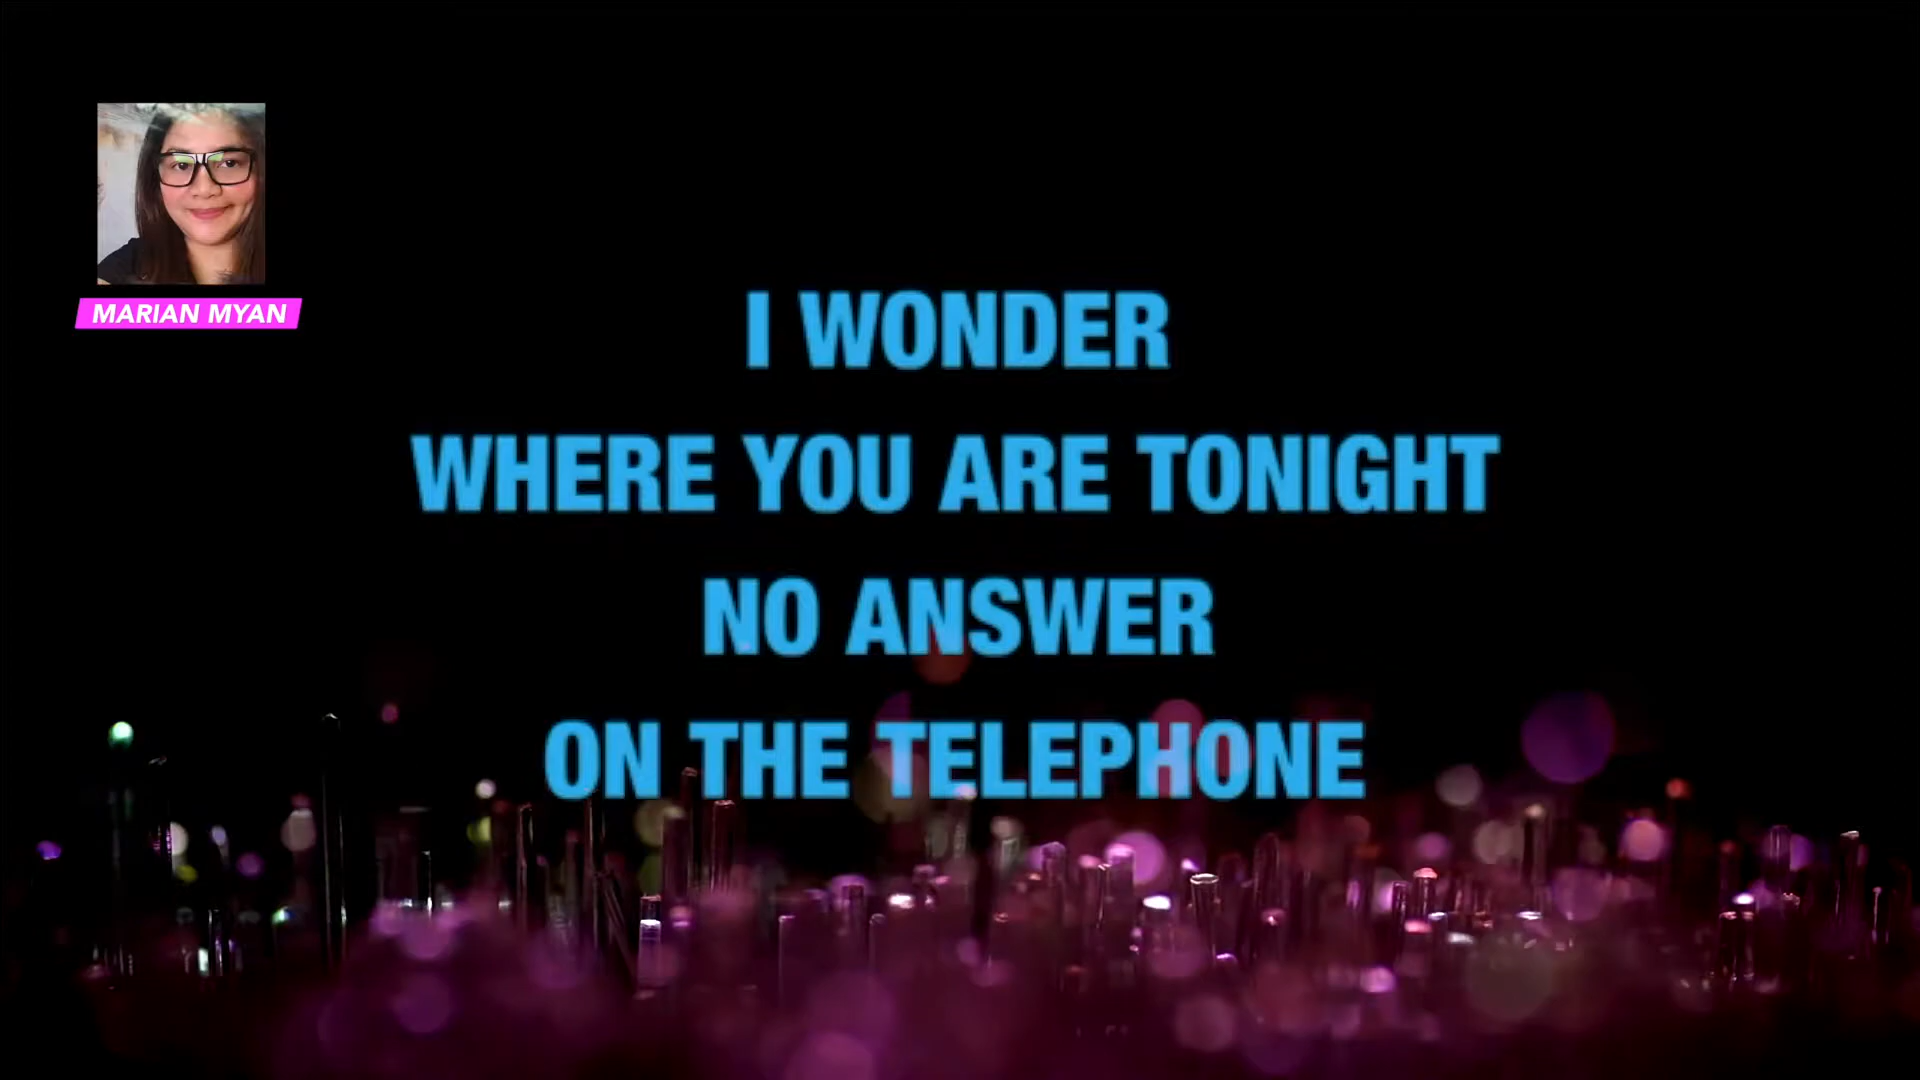 MARIAN MYAN
I WONDER
WHERE YOU ARE TONIGHT
NO ANSWER
ON THE TELEPHONE